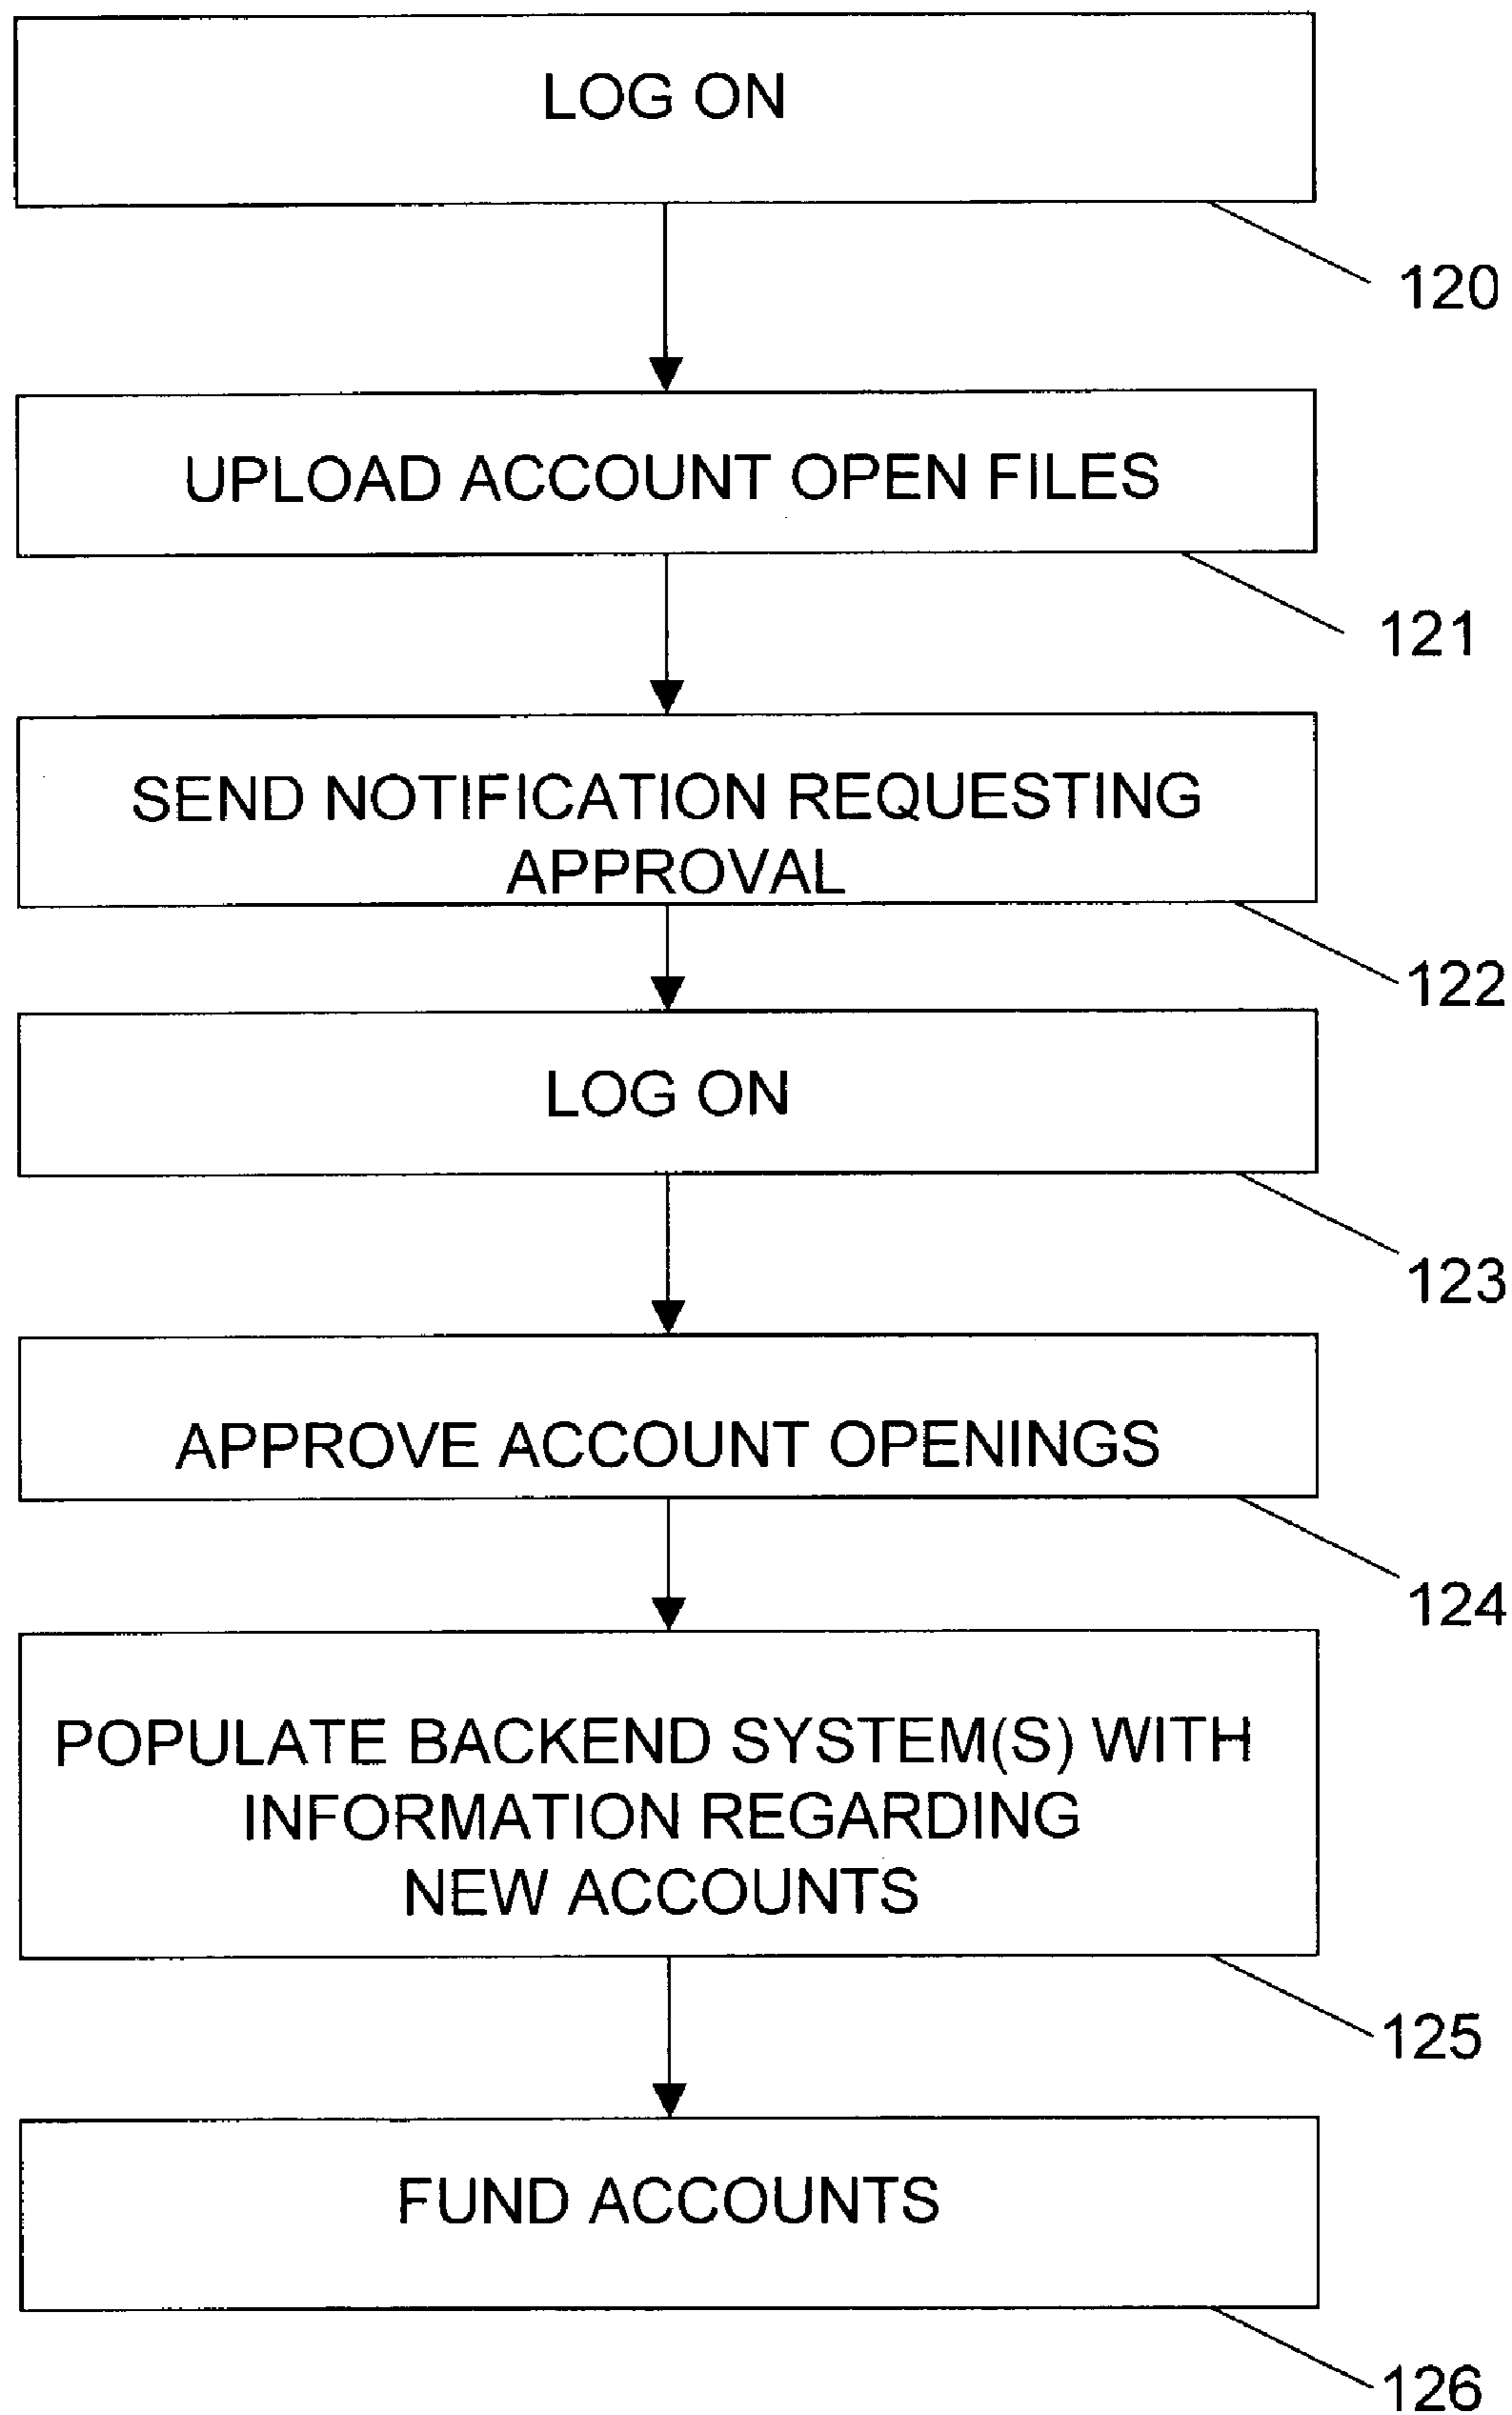 LOG ON
120
UPLOAD ACCOUNT OPEN FILES
121
SEND NOTIFICATION REQUESTING
APPROVAL
122
LOG ON
123
APPROVE ACCOUNT OPENINGS
124
POPULATE BACKEND SYSTEM(S) WITH
INFORMATION REGARDING
NEW ACCOUNTS
125
FUND ACCOUNTS
126